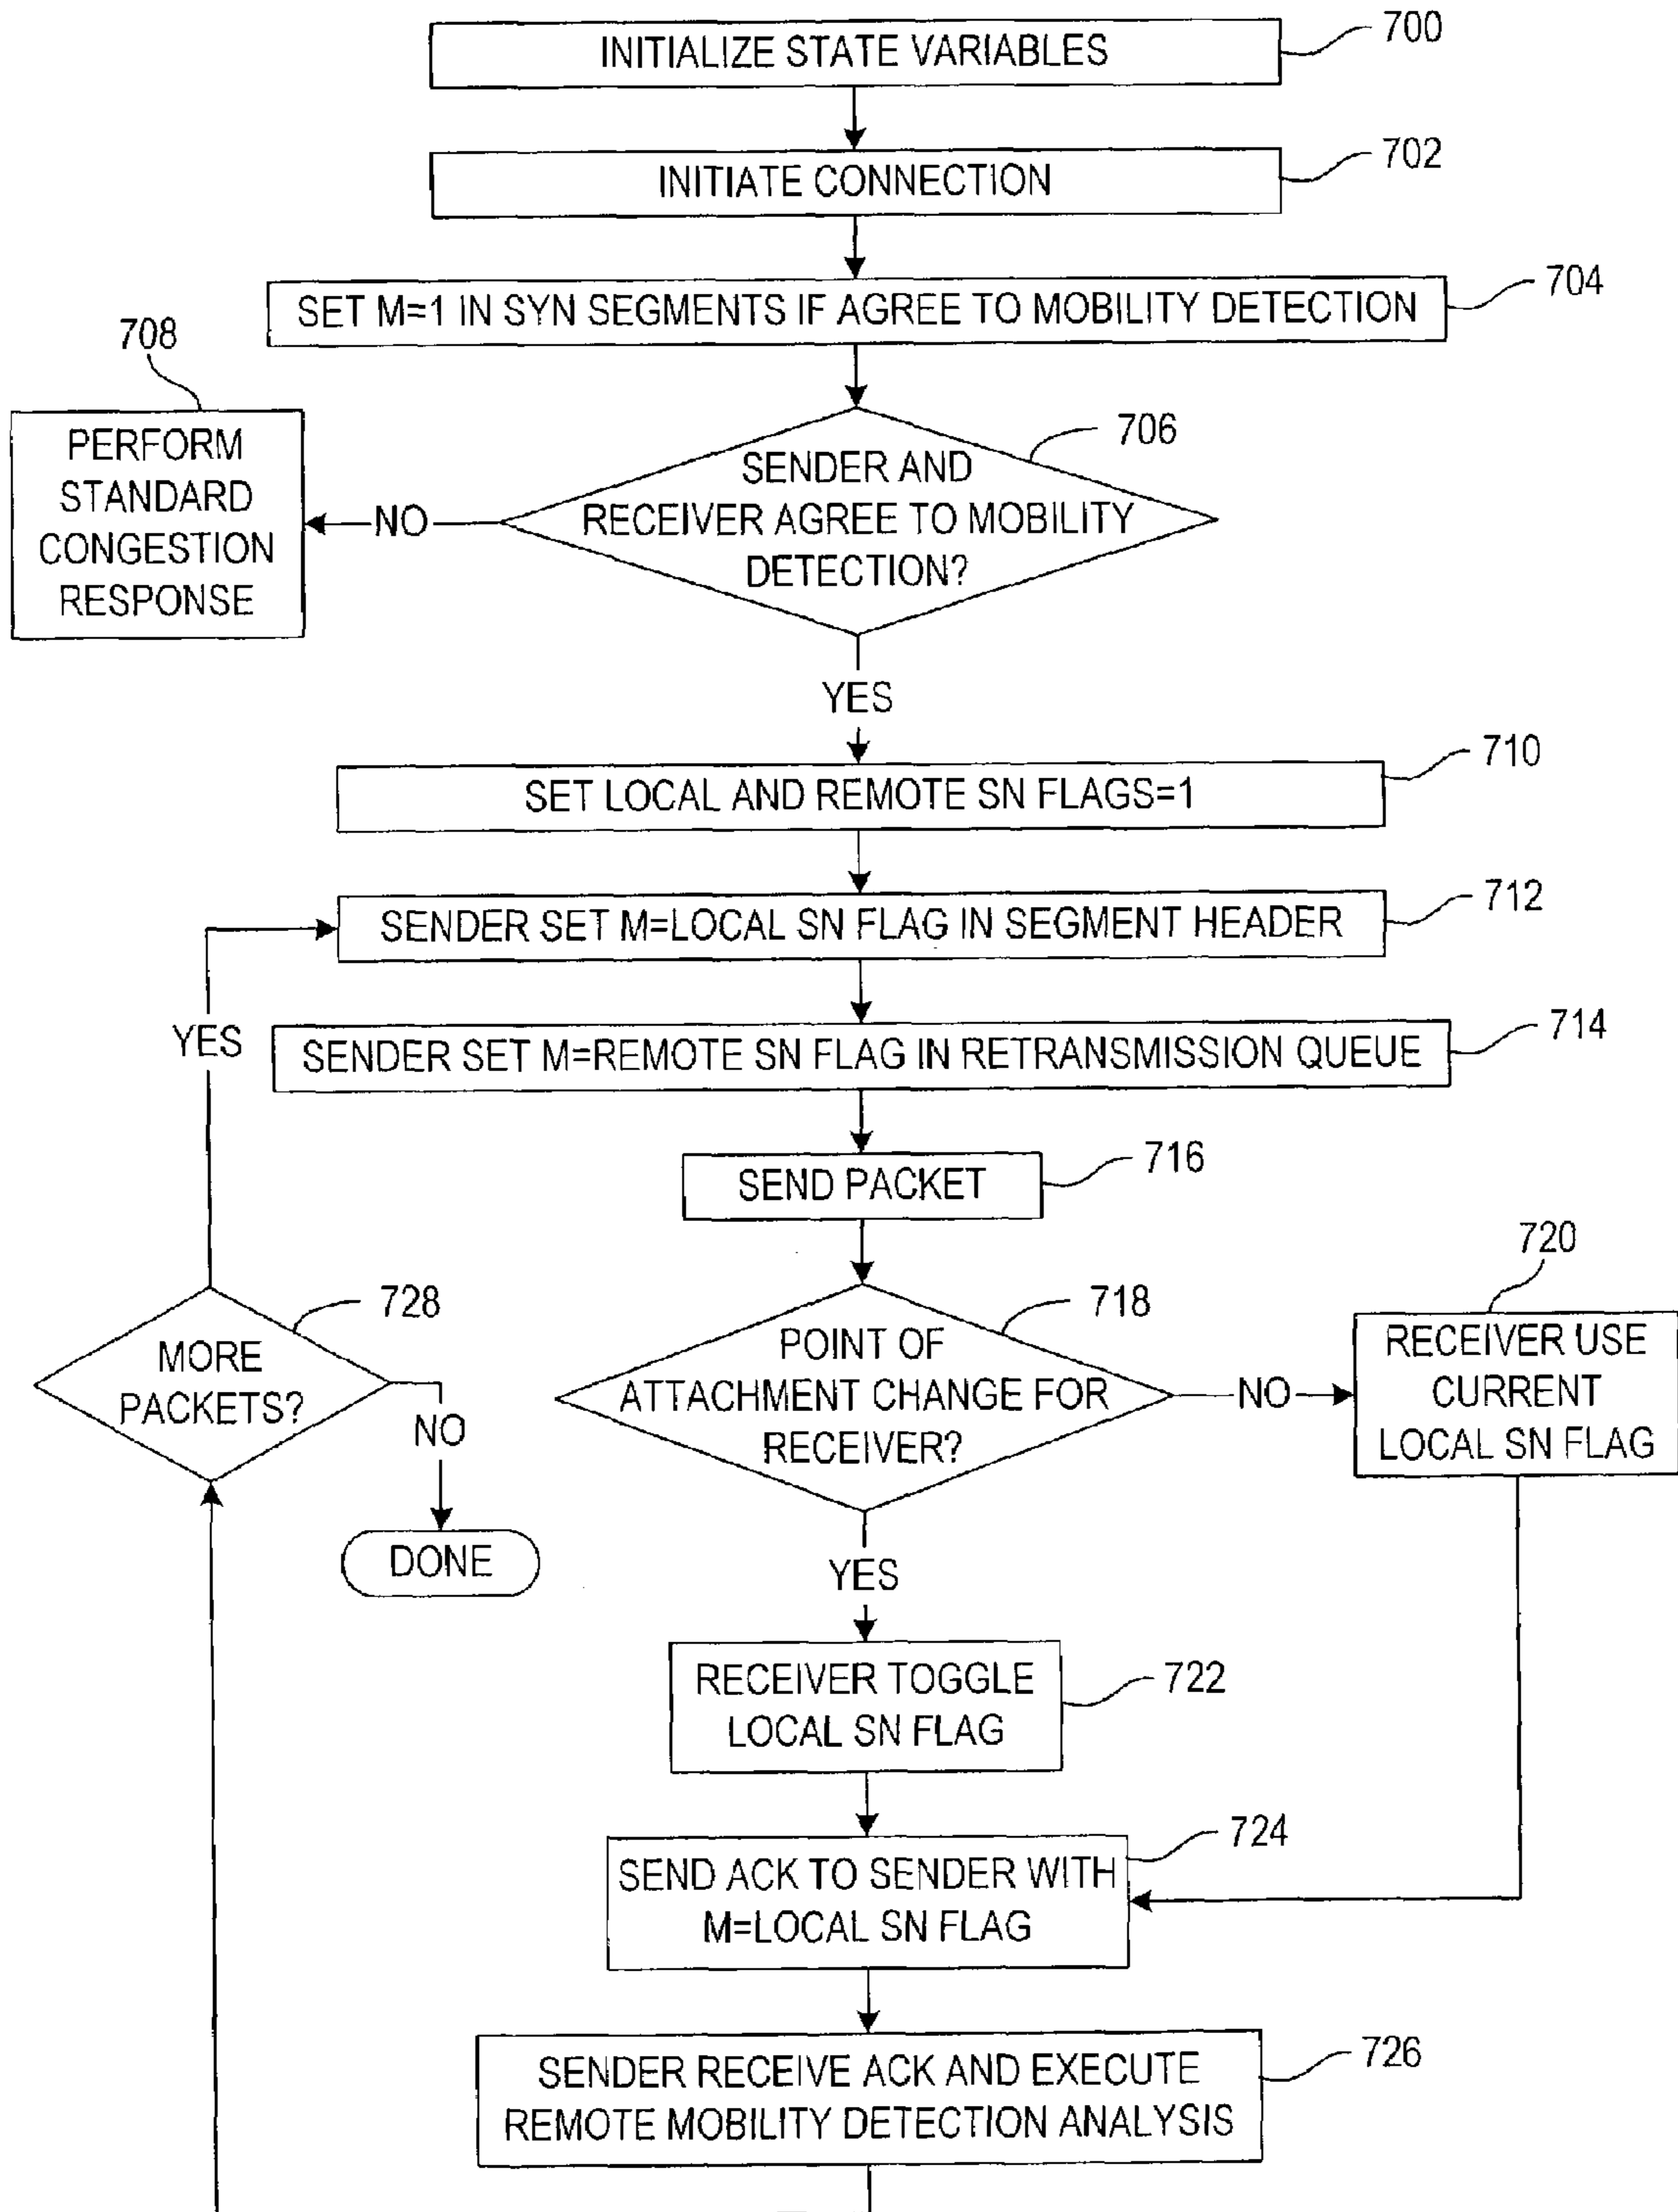 INITIALIZE STATE VARIABLES
700
INITIATE CONNECTION
702
SET M=1 IN SYN SEGMENTS IF AGREE TO MOBILITY DETECTION
704
708
PERFORM
STANDARD
CONGESTION
RESPONSE
NO
706
SENDER AND
RECEIVER AGREE TO MOBILITY
DETECTION?
YES
710
SET LOCAL AND REMOTE SN FLAGS=1
712
SENDER SET M=LOCAL SN FLAG IN SEGMENT HEADER
YES
714
SENDER SET M=REMOTE SN FLAG IN RETRANSMISSION QUEUE
716
SEND PACKET
728
MORE
PACKETS?
NO
DONE
718
POINT OF
ATTACHMENT CHANGE FOR
RECEIVER?
NO
720
RECEIVER USE
CURRENT
LOCAL SN FLAG
YES
RECEIVER TOGGLE
LOCAL SN FLAG
722
724
SEND ACK TO SENDER WITH
M=LOCAL SN FLAG
726
SENDER RECEIVE ACK AND EXECUTE
REMOTE MOBILITY DETECTION ANALYSIS